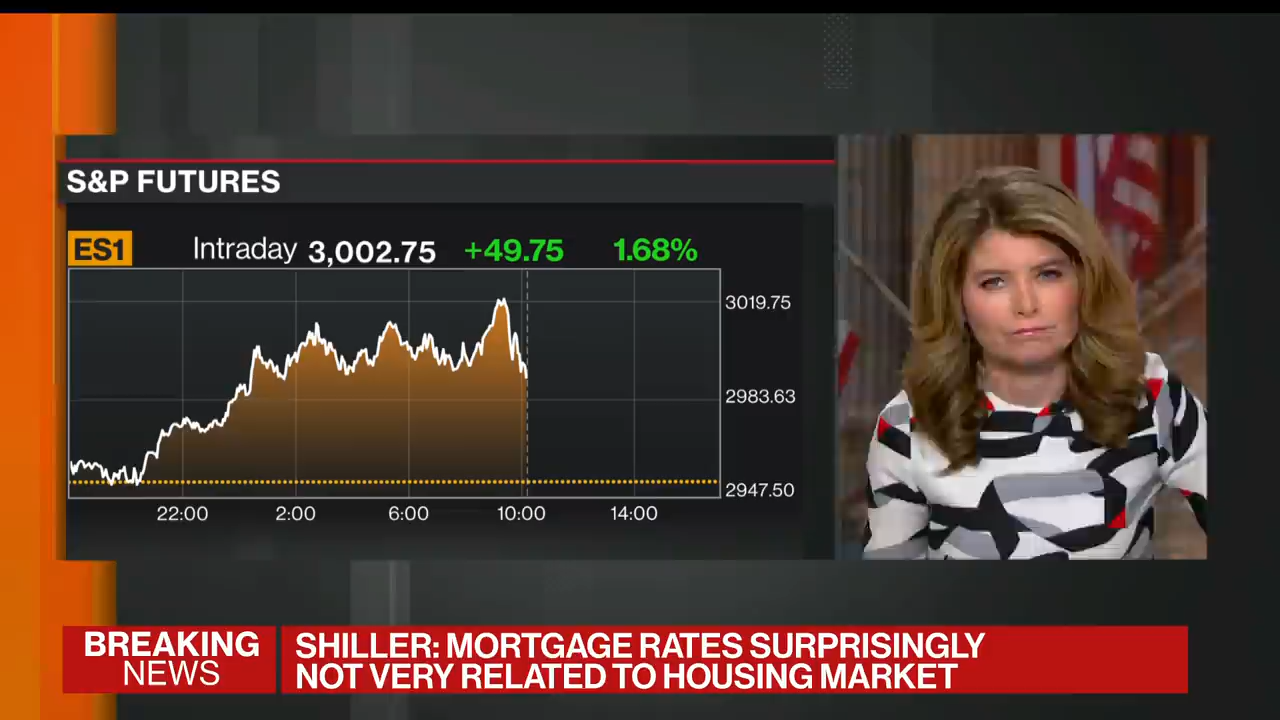 S&P FUTURES
ES1 Intraday 3,002.75 +49.75 1.68%
3019.75
2983.63
2947.50
22:00 2:00 6:00 10:00 14:00
BREAKING NEWS
SHILLER: MORTGAGE RATES SURPRISINGLY
NOT VERY RELATED TO HOUSING MARKET